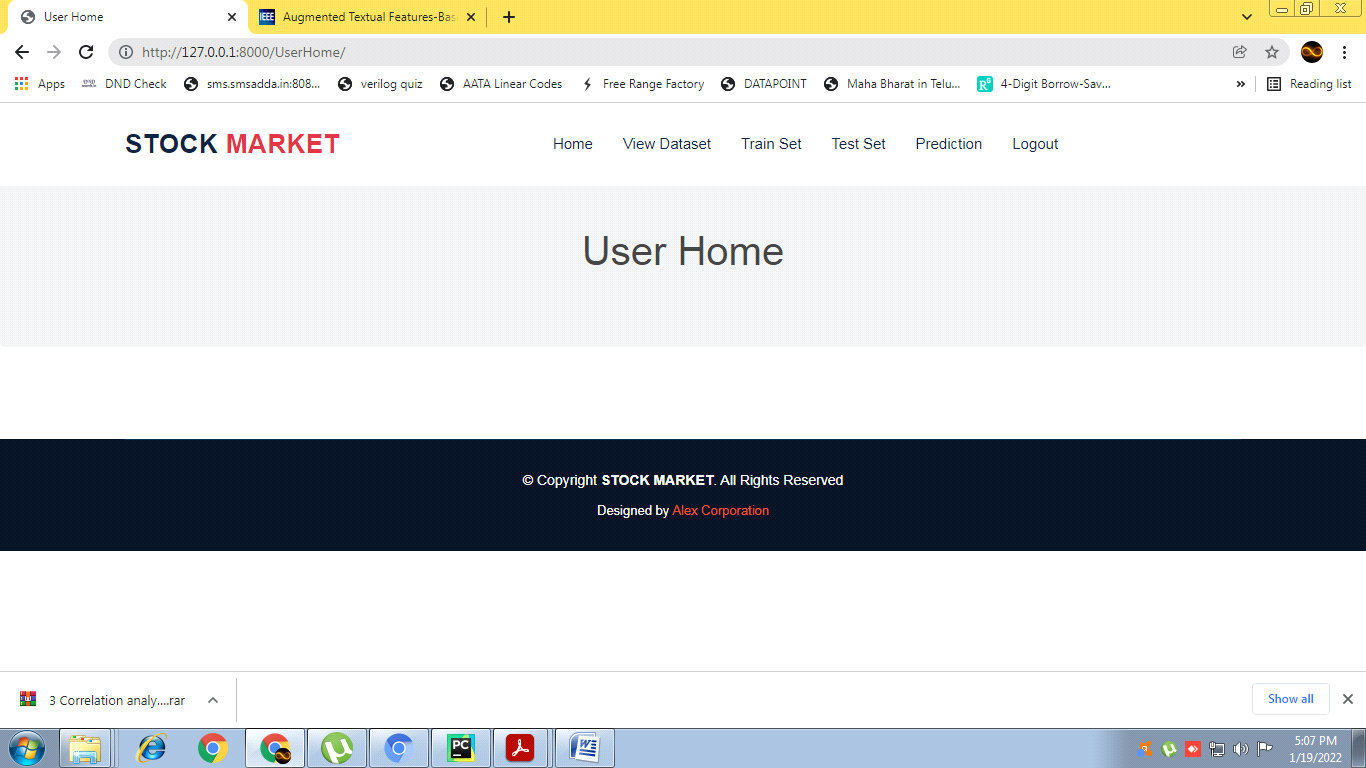 User Home
Augmented Textual Features-Bas
http://127.0.0.1:8000/UserHome/
Apps DND Check sms.smsadda.in:808... verilog quiz AATA Linear Codes Free Range Factory DATAPOINT Maha Bharat in Telu... 4-Digit Borrow-Sav... » Reading list
STOCK MARKET Home View Dataset Train Set Test Set Prediction Logout
User Home
© Copyright STOCK MARKET. All Rights Reserved
Designed by Alex Corporation
3 Correlation analy....rar Show all
5:07 PM
1/19/2022